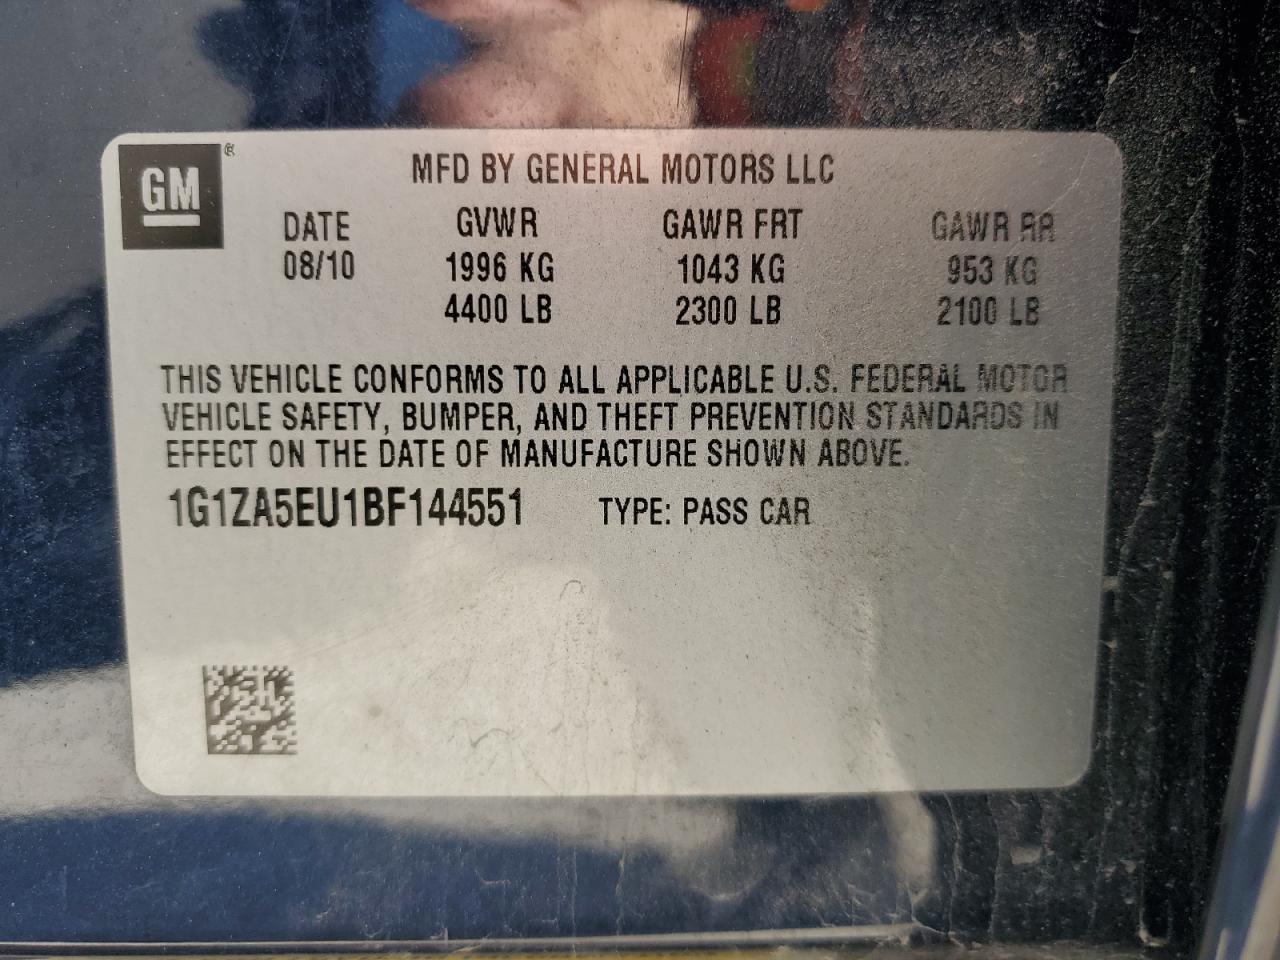 GM®
MFD BY GENERAL MOTORS LLC
DATE GVWR GAWR FRT GAWR RR
08/10 1996 KG 1043 KG 953 KG
4400 LB 2300 LB 2100 LB
THIS VEHICLE CONFORMS TO ALL APPLICABLE U.S. FEDERAL MOTOR
VEHICLE SAFETY, BUMPER, AND THEFT PREVENTION STANDARDS IN
EFFECT ON THE DATE OF MANUFACTURE SHOWN ABOVE.
1G1ZA5EU1BF144551 TYPE: PASS CAR